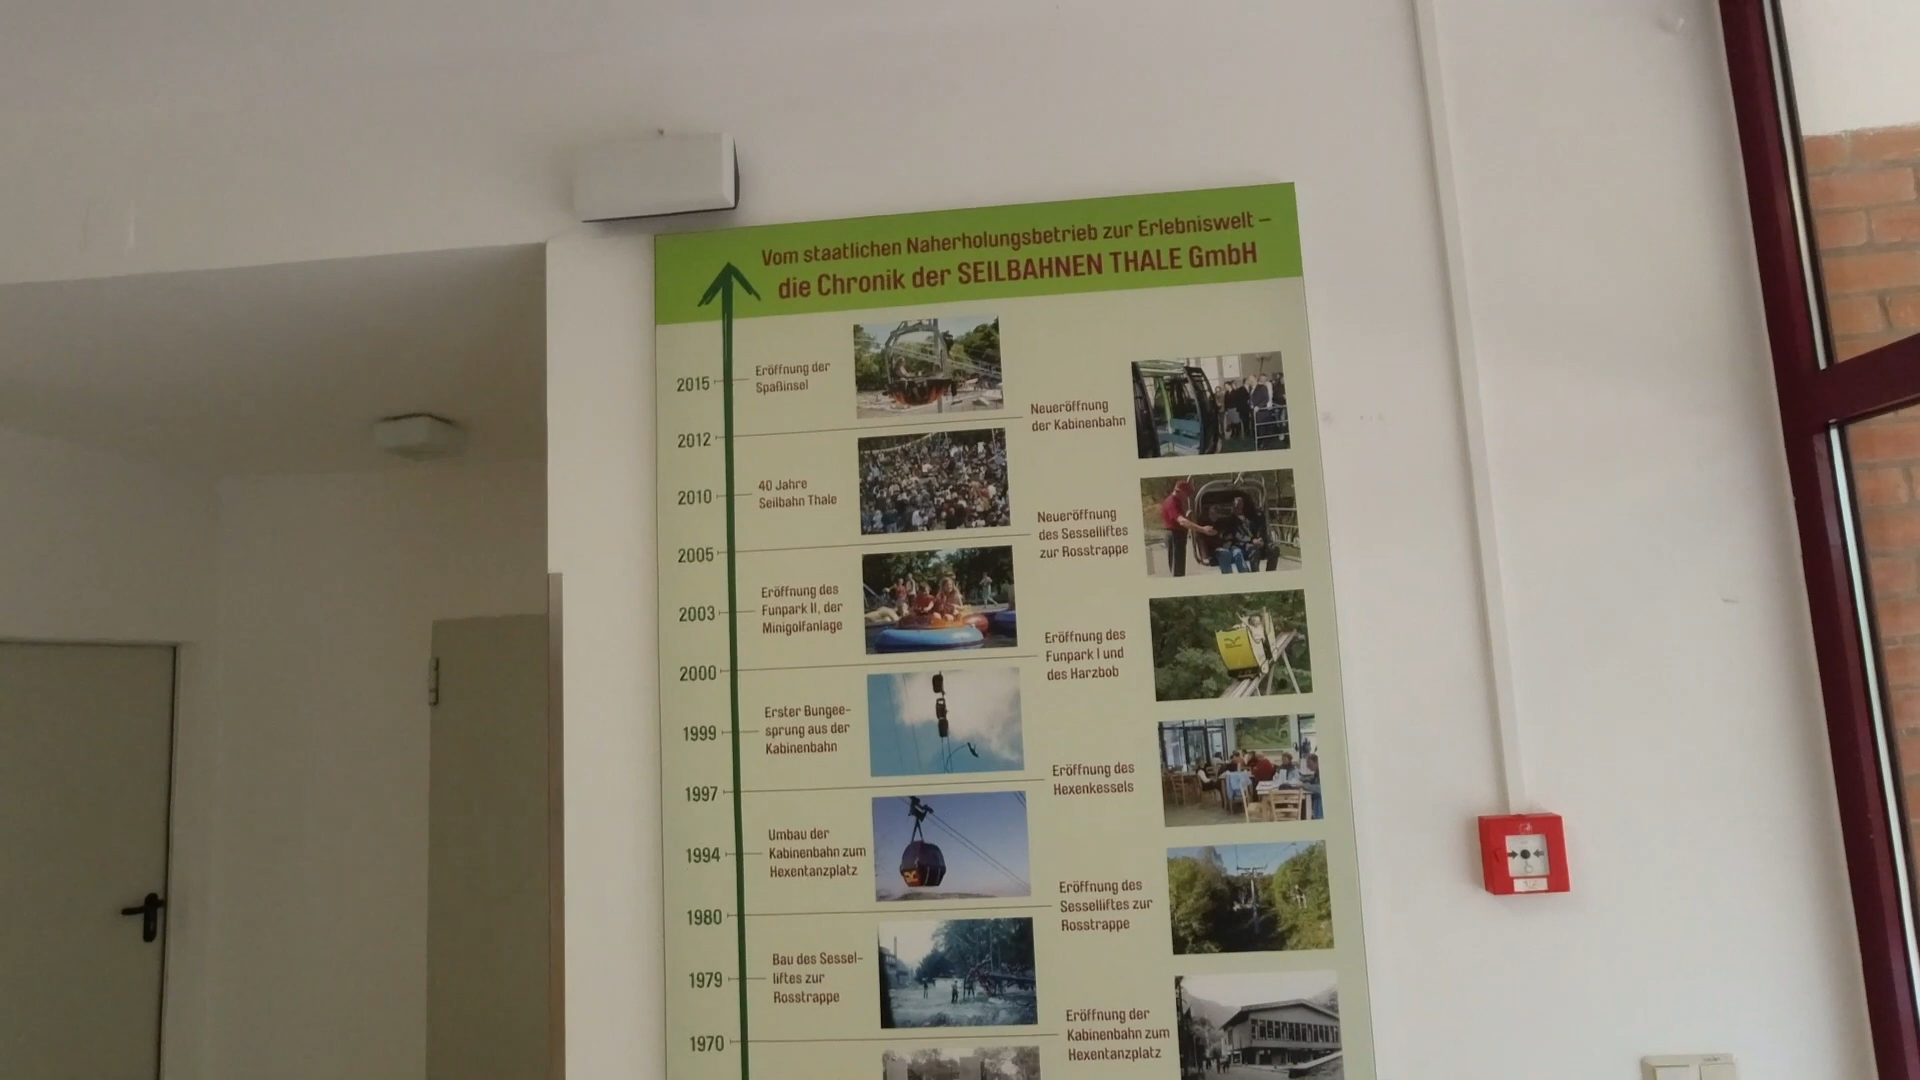 Vom staatlichen Naherholungsbetrieb zur Erlebniswelt –
die Chronik der SEILBAHNEN THALE GmbH
2015
Eröffnung der
Spaßinsel
2012
Neueröffnung
der Kabinenbahn
2010
40 Jahre
Seilbahn Thale
2005
Neueröffnung
des Sesselliftes
zur Rosstrappe
2003
Eröffnung des
Funpark II, der
Minigolfanlage
2000
Eröffnung des
Funpark I und
des Harzbob
1999
Erster Bungee-
sprung aus der
Kabinenbahn
1997
Eröffnung des
Hexenkessels
1994
Umbau der
Kabinenbahn zum
Hexentanzplatz
1980
Eröffnung des
Sesselliftes zur
Rosstrappe
1979
Bau des Sessel-
liftes zur
Rosstrappe
1970
Eröffnung der
Kabinenbahn zum
Hexentanzplatz